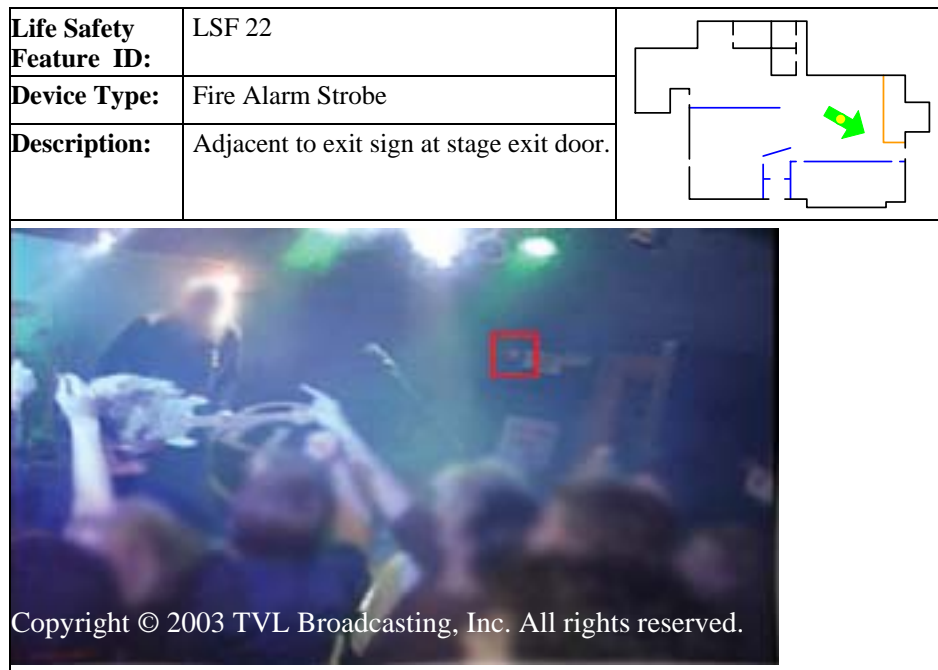 Life Safety
Feature ID:
LSF 22
Device Type:
Fire Alarm Strobe
Description:
Adjacent to exit sign at stage exit door.
Copyright © 2003 TVL Broadcasting, Inc. All rights reserved.